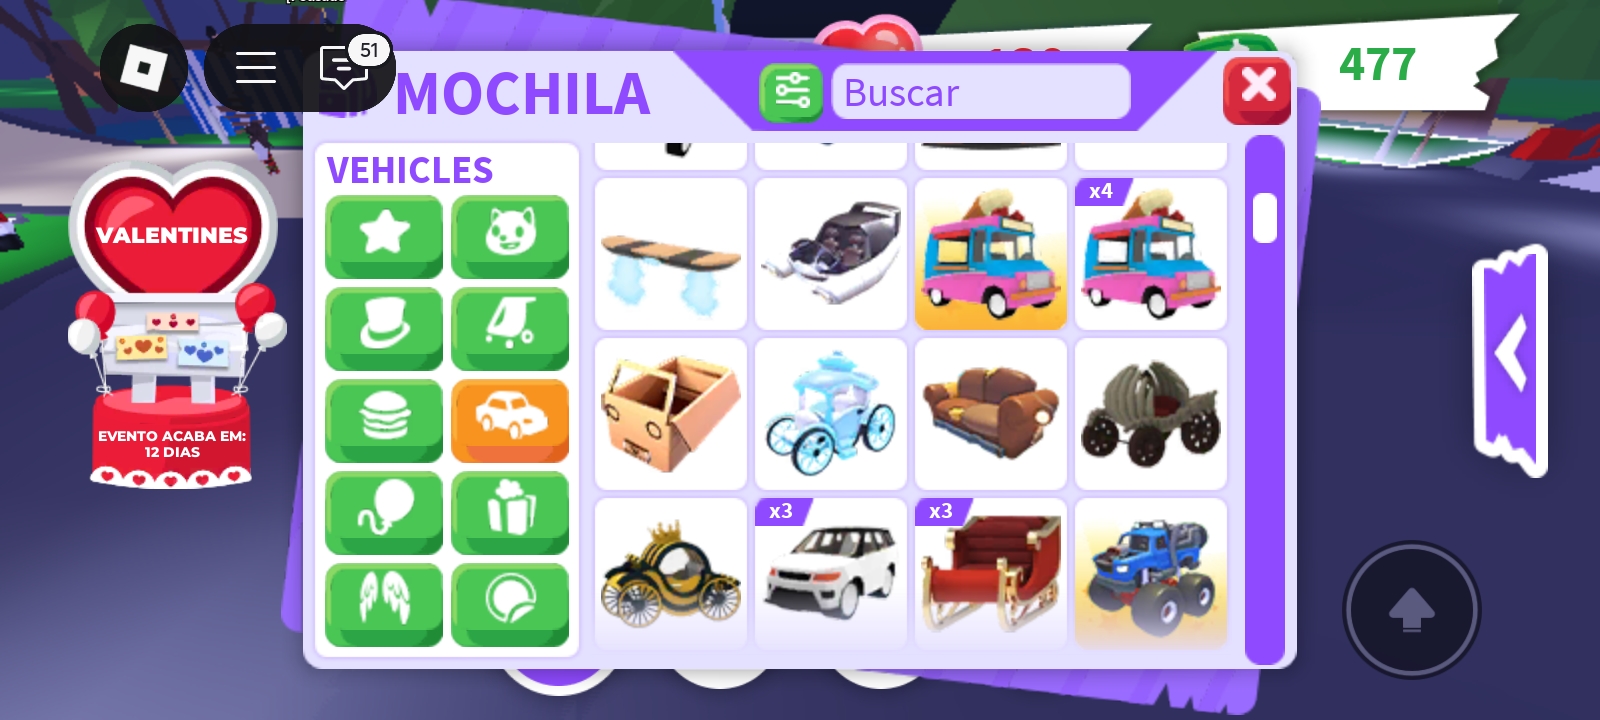 51
MOCHILA
Buscar
477
VEHICLES
x4
VALENTINES
EVENTO ACABA EM:
12 DIAS
x3
x3